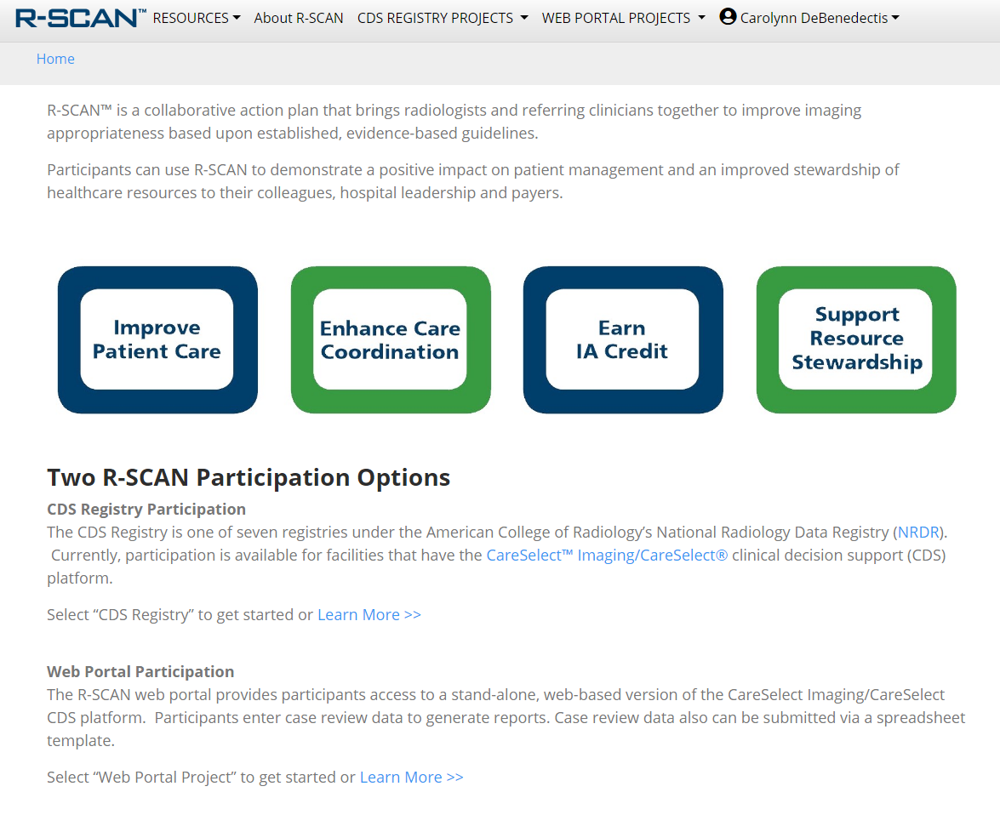 R-SCAN™ RESOURCES About R-SCAN CDS REGISTRY PROJECTS WEB PORTAL PROJECTS Carolynn DeBenedectis
Home
R-SCAN™ is a collaborative action plan that brings radiologists and referring clinicians together to improve imaging
appropriateness based upon established, evidence-based guidelines.
Participants can use R-SCAN to demonstrate a positive impact on patient management and an improved stewardship of
healthcare resources to their colleagues, hospital leadership and payers.
Improve
Patient Care
Enhance Care
Coordination
Earn
IA Credit
Support
Resource
Stewardship
Two R-SCAN Participation Options
CDS Registry Participation
The CDS Registry is one of seven registries under the American College of Radiology’s National Radiology Data Registry (NRDR).
Currently, participation is available for facilities that have the CareSelect™ Imaging/CareSelect® clinical decision support (CDS)
platform.
Select “CDS Registry” to get started or Learn More >>
Web Portal Participation
The R-SCAN web portal provides participants access to a stand-alone, web-based version of the CareSelect Imaging/CareSelect
CDS platform.  Participants enter case review data to generate reports. Case review data also can be submitted via a spreadsheet
template.
Select “Web Portal Project” to get started or Learn More >>